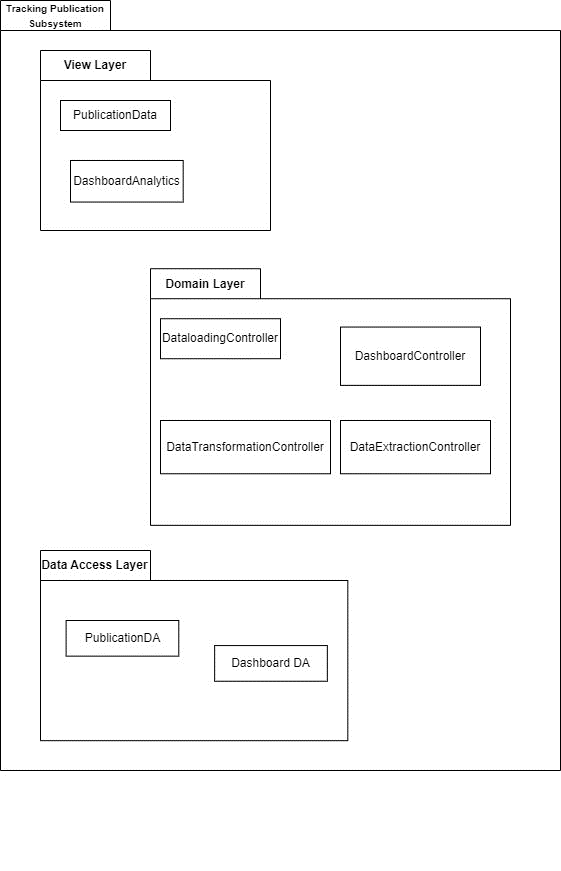 Tracking Publication
Subsystem
View Layer
PublicationData
DashboardAnalytics
Domain Layer
DataloadingController
DashboardController
DataTransformationController
DataExtractionController
Data Access Layer
PublicationDA
Dashboard DA